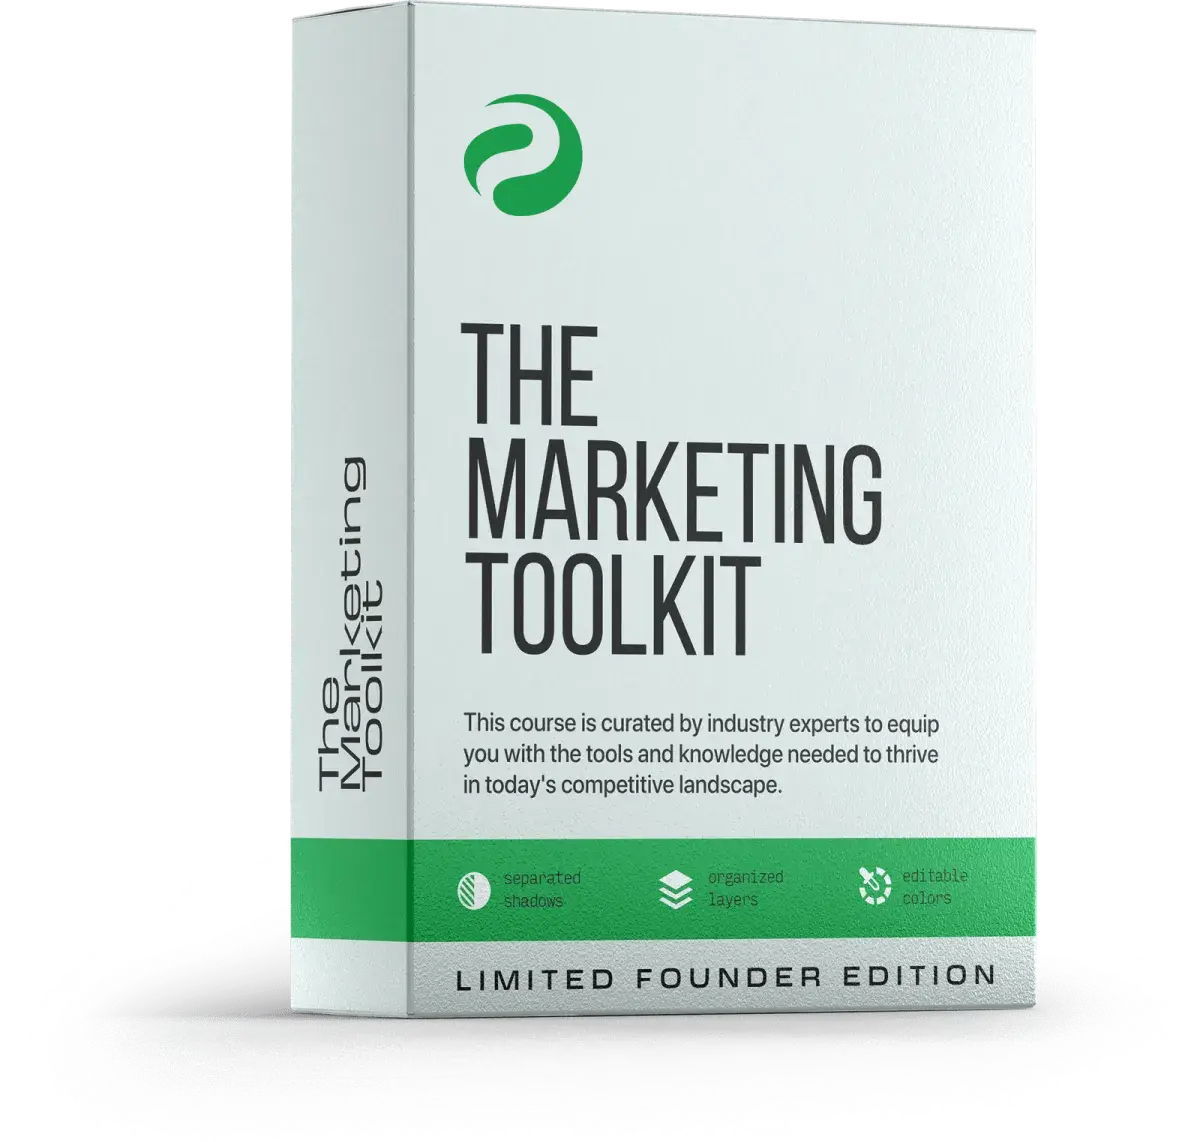 The
Marketing
Toolkit
THE
MARKETING
TOOLKIT
This course is curated by industry experts to equip
you with the tools and knowledge needed to thrive
in today's competitive landscape.
separated
shadows
organized
layers
editable
colors
LIMITED FOUNDER EDITION